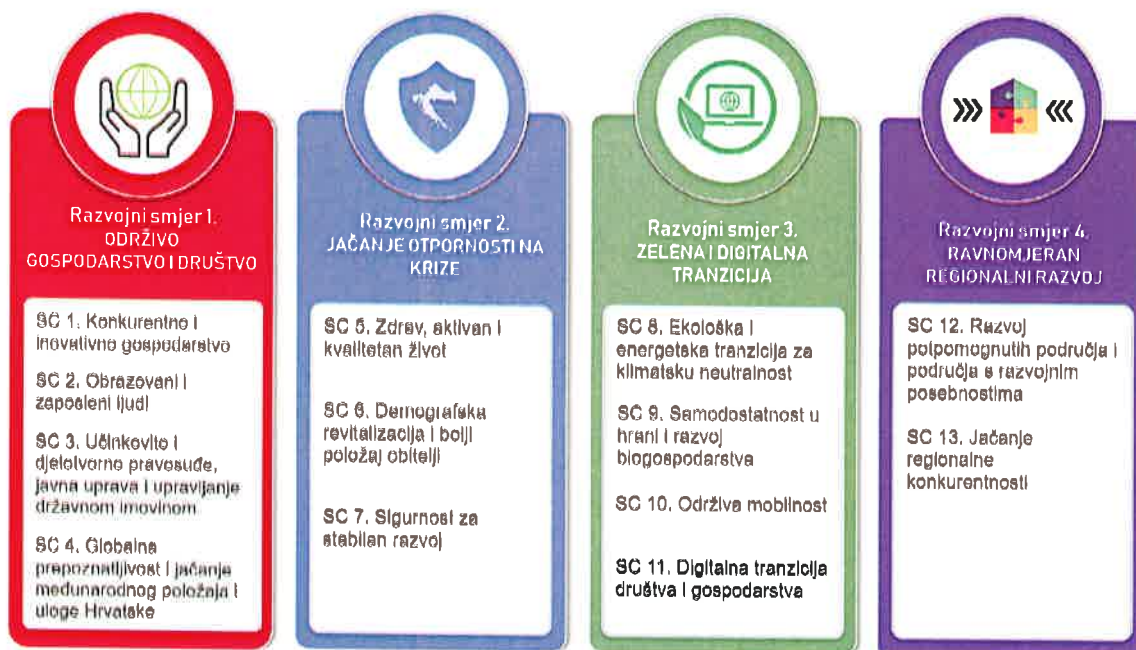 Razvojni smjer 1.
ODRŽIVO
GOSPODARSTVO I DRUŠTVO
SC 1. Konkurentno i
inovativno gospodarstvo
SC 2. Obrazovani i
zaposleni ljudi
SC 3. Učinkovito i
djelotvorno pravosuđe,
javna uprava i upravljanje
državnom imovinom
SC 4. Globalna
prepoznatljivost i jačanje
međunarodnog položaja i
uloge Hrvatske
Razvojni smjer 2.
JAČANJE OTPORNOSTI NA
KRIZE
SC 5. Zdrav, aktivan i
kvalitetan život
SC 6. Demografska
revitalizacija i bolji
položaj obitelji
SC 7. Sigurnost za
stabilan razvoj
Razvojni smjer 3.
ZELENA I DIGITALNA
TRANZICIJA
SC 8. Ekološka i
energetska tranzicija za
klimatsku neutralnost
SC 9. Samodostatnost u
hrani i razvoj
biogospodarstva
SC 10. Održiva mobilnost
SC 11. Digitalna tranzicija
društva i gospodarstva
Razvojni smjer 4.
RAVNOMJERAN
REGIONALNI RAZVOJ
SC 12. Razvoj
potpomognutih područja i
područja s razvojnim
posebnostima
SC 13. Jačanje
regionalne
konkurentnosti